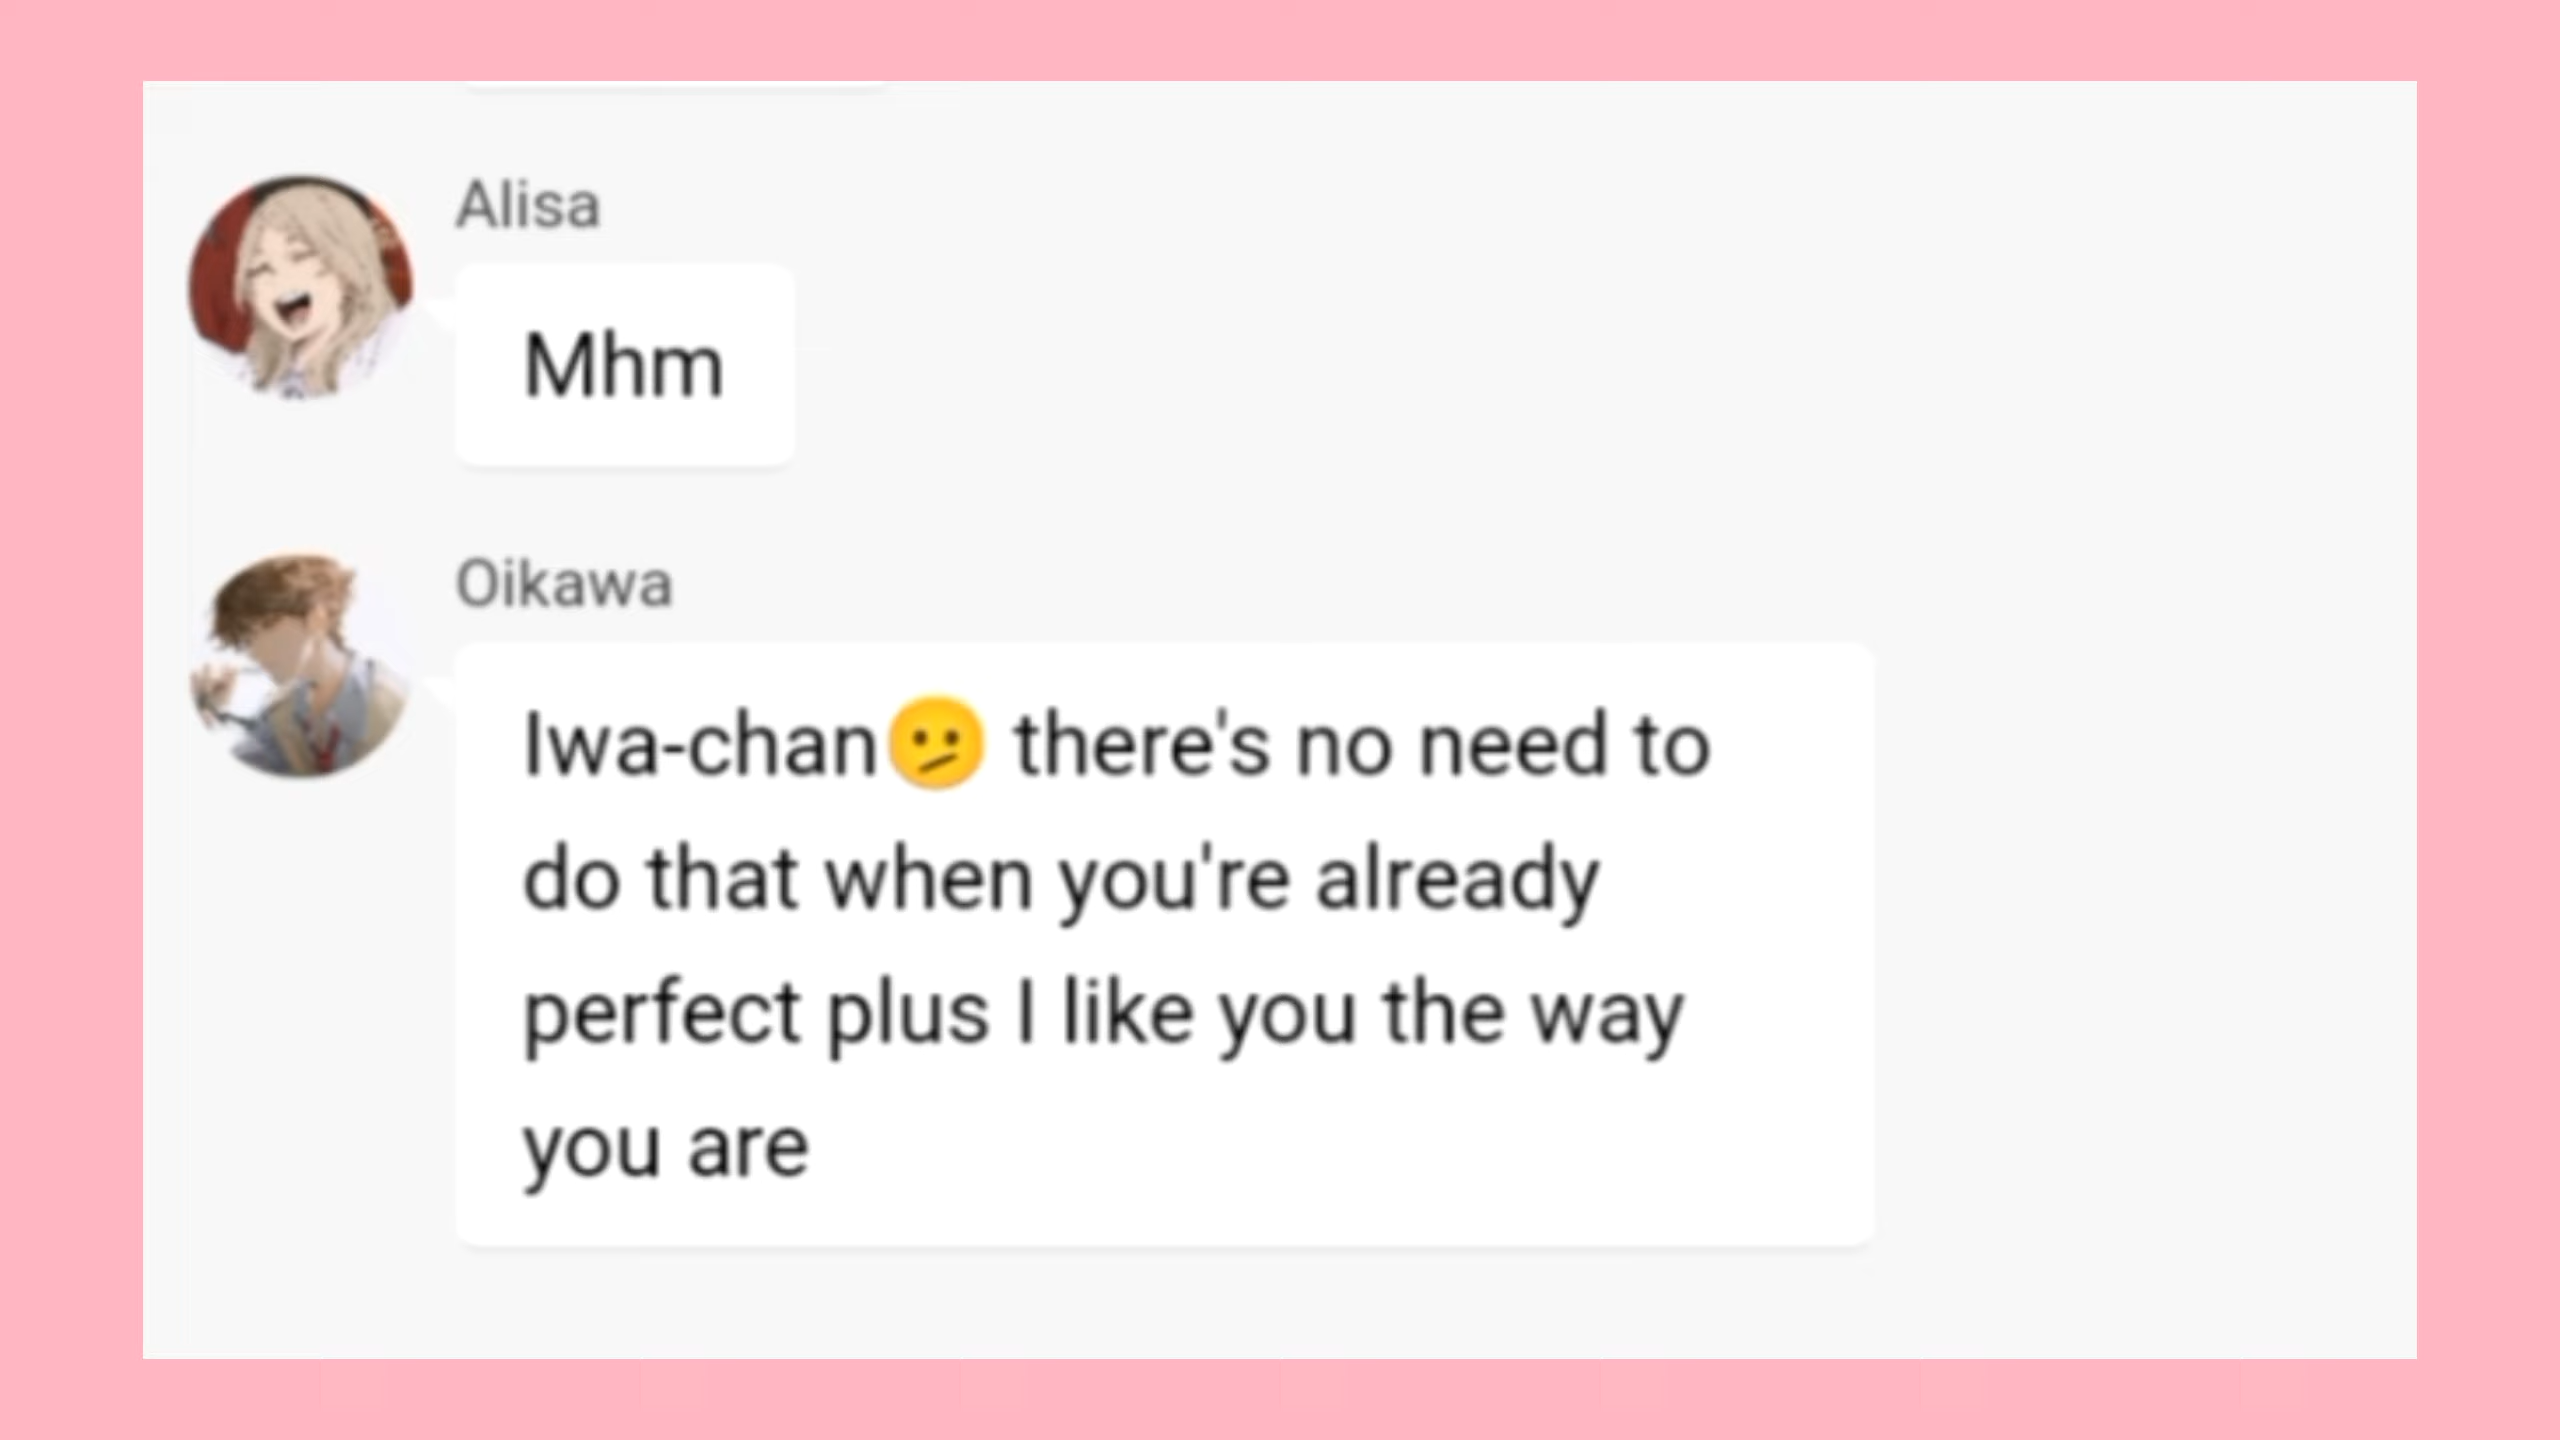 Alisa
Mhm
Oikawa
Iwa-chan🫤 there's no need to
do that when you're already
perfect plus I like you the way
you are